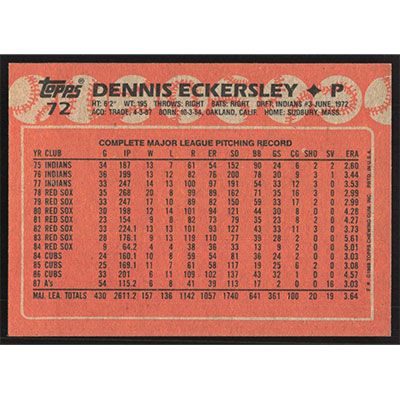 topps
72
DENNIS ECKERSLEY ✦ P
HT: 6'2" WT: 195 THROWS: RIGHT BATS: RIGHT DRFT: INDIANS #3-JUNE, 1972
ACQ: TRADE, 4-3-87 BORN: 10-3-54, OAKLAND, CALIF. HOME: SUDBURY, MASS.
COMPLETE MAJOR LEAGUE PITCHING RECORD
YR CLUB G IP W L R ER SO BB GS CG SHO SV ERA
75 INDIANS 34 187 13 7 61 54 152 90 24 6 2 2 2.60
76 INDIANS 36 199 13 12 82 76 200 78 30 9 3 1 3.44
77 INDIANS 33 247 14 13 100 97 191 54 33 12 3 0 3.53
78 RED SOX 35 268 20 8 99 89 162 71 35 16 3 0 2.99
79 RED SOX 33 247 17 10 89 82 150 59 33 17 2 0 2.99
80 RED SOX 30 198 12 14 101 94 121 44 30 8 0 0 4.28
81 RED SOX 23 154 9 8 82 73 79 35 23 8 2 0 4.27
82 RED SOX 33 224.1 13 13 101 93 127 43 33 11 3 0 3.73
83 RED SOX 28 176.1 9 13 119 110 77 39 28 2 0 0 5.61
84 RED SOX 9 64.2 4 4 38 36 33 13 9 2 0 0 5.01
84 CUBS 24 160.1 10 8 59 54 81 36 24 2 0 0 3.03
85 CUBS 25 169.1 11 7 61 58 117 19 25 6 2 0 3.08
86 CUBS 33 201 6 11 109 102 137 43 32 1 0 0 4.57
87 A's 54 115.2 6 8 41 39 113 17 2 0 0 16 3.03
MAJ. LEA. TOTALS 430 2611.2 157 136 1142 1057 1540 641 361 100 20 19 3.64
©1988 TOPPS CHEWING GUM, INC. PRTD. IN U.S.A.